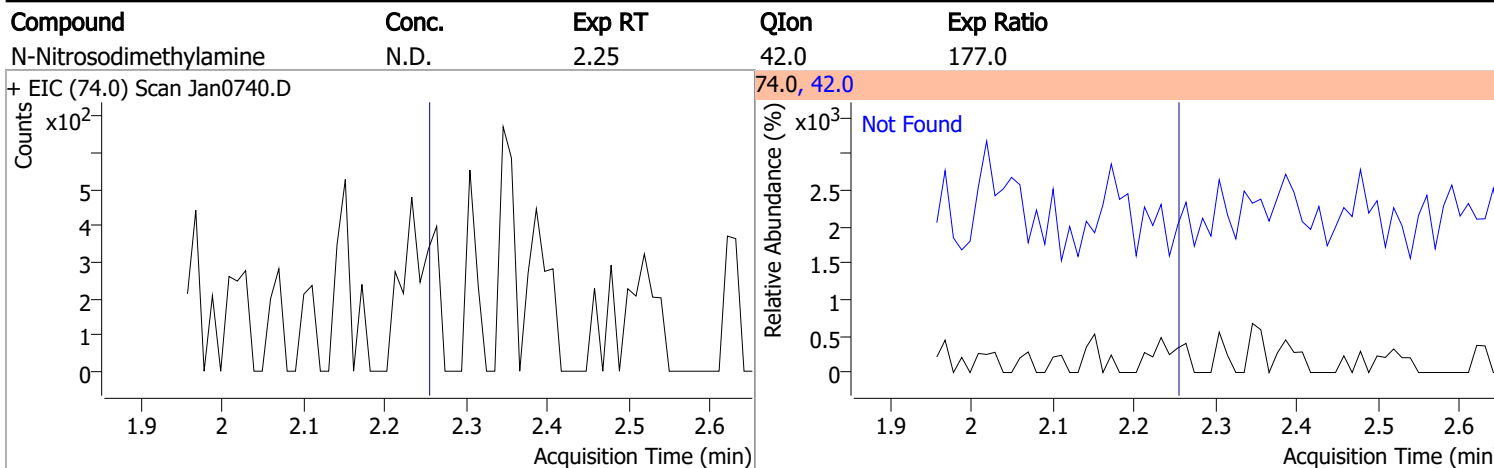 Compound Conc. Exp RT QIon Exp Ratio
N-Nitrosodimethylamine N.D. 2.25 42.0 177.0
+ EIC (74.0) Scan Jan0740.D
Counts
x10²
5
4
3
2
1
0
1.9 2 2.1 2.2 2.3 2.4 2.5 2.6
Acquisition Time (min)
74.0, 42.0
Relative Abundance (%)
x10³
Not Found
2.5
2
1.5
1
0.5
0
1.9 2 2.1 2.2 2.3 2.4 2.5 2.6
Acquisition Time (min